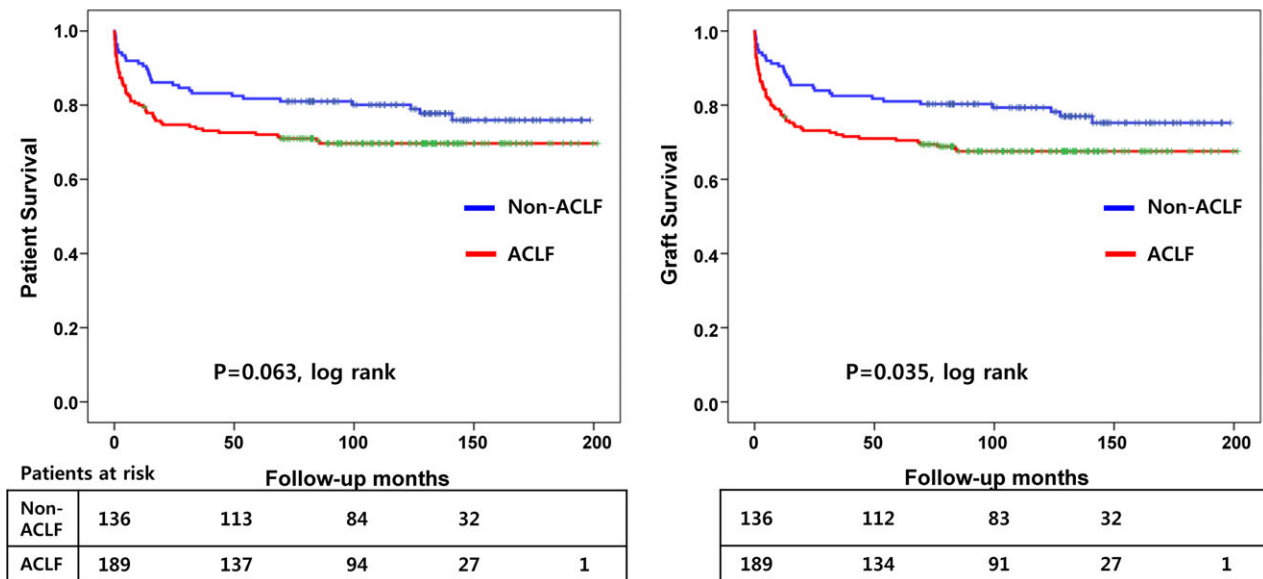 Patient Survival
1.0
0.8
0.6
0.4
0.2
0.0
Non-ACLF
ACLF
P=0.063, log rank
0 50 100 150 200
Follow-up months
Patients at risk
Non-ACLF 136 113 84 32
ACLF 189 137 94 27 1
Graft Survival
1.0
0.8
0.6
0.4
0.2
0.0
Non-ACLF
ACLF
P=0.035, log rank
0 50 100 150 200
Follow-up months
136 112 83 32
189 134 91 27 1